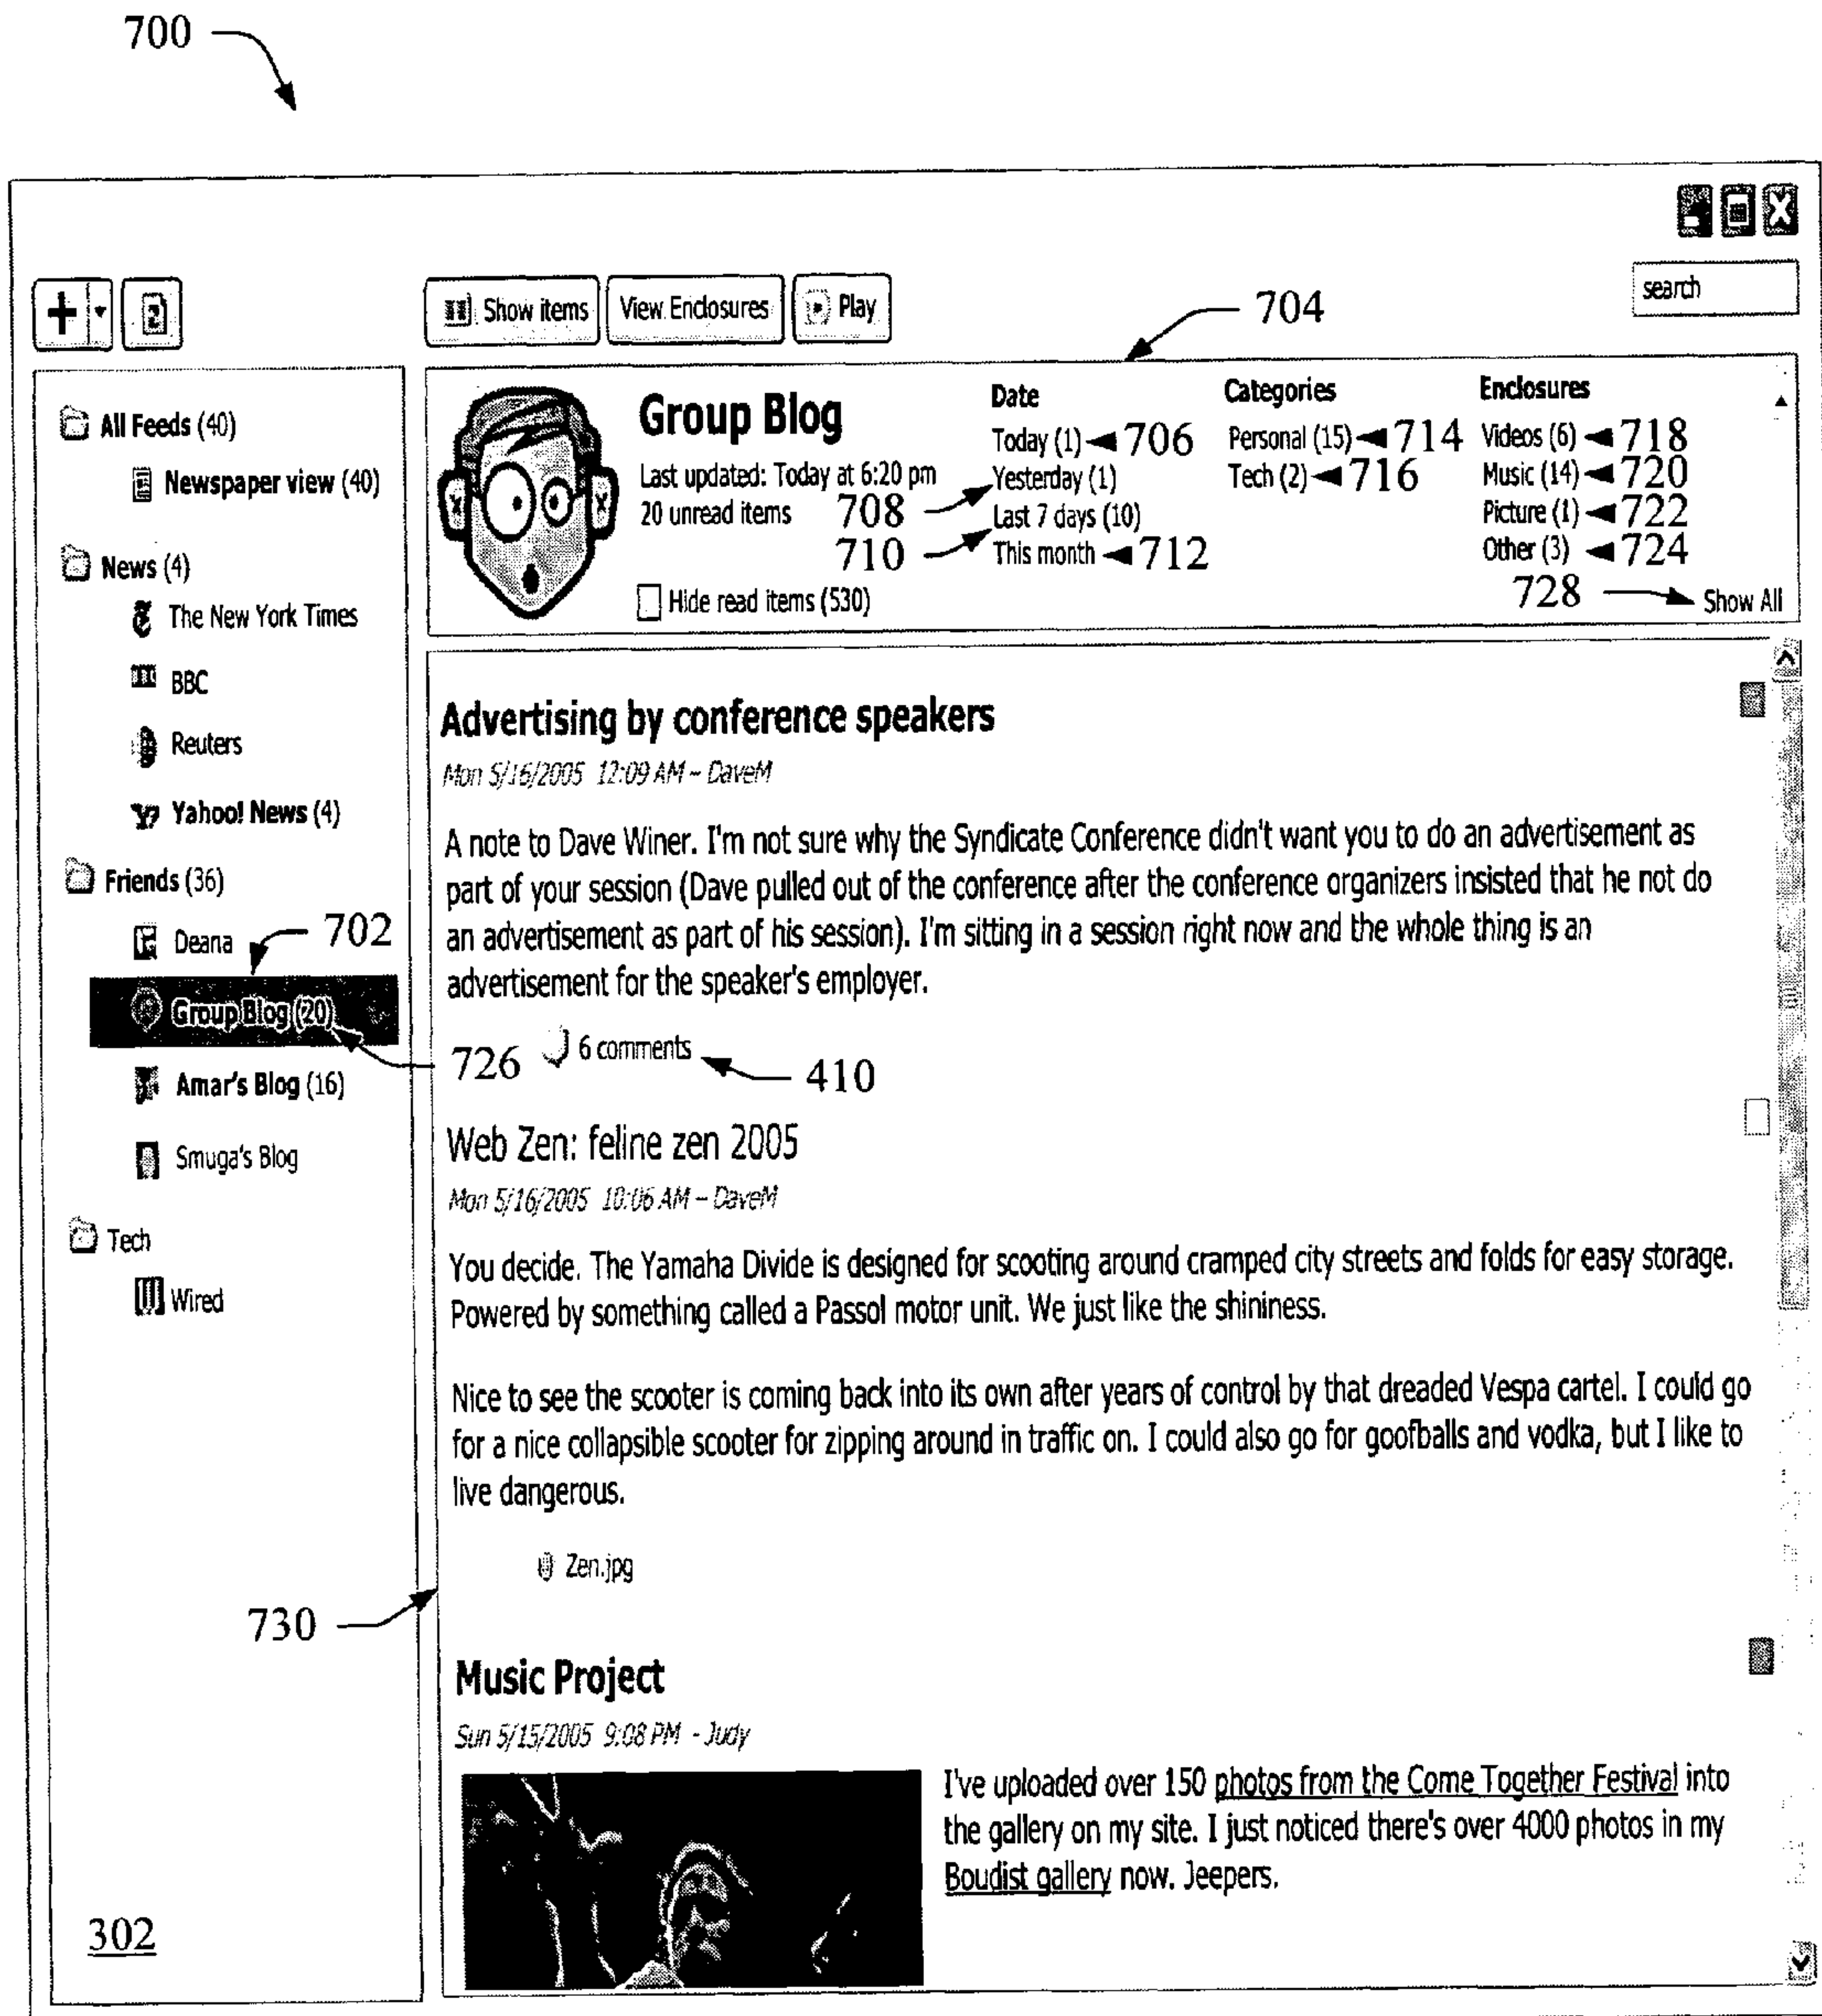 700
Show items
View Enclosures
Play
704
search
All Feeds (40)
Newspaper view (40)
News (4)
The New York Times
BBC
Reuters
Yahoo! News (4)
Friends (36)
Deana
702
Group Blog (20)
726
Amar's Blog (16)
Smuga's Blog
Tech
Wired
730
302
Group Blog
Last updated: Today at 6:20 pm
20 unread items
Hide read items (530)
Date
Today (1) 706
708 Yesterday (1)
710 Last 7 days (10)
This month 712
Categories
Personal (15) 714
Tech (2) 716
Enclosures
Videos (6) 718
Music (14) 720
Picture (1) 722
Other (3) 724
728 Show All
Advertising by conference speakers
Mon 5/16/2005 12:09 AM – DaveM
A note to Dave Winer. I'm not sure why the Syndicate Conference didn't want you to do an advertisement as
part of your session (Dave pulled out of the conference after the conference organizers insisted that he not do
an advertisement as part of his session). I'm sitting in a session right now and the whole thing is an
advertisement for the speaker's employer.
6 comments 410
Web Zen: feline zen 2005
Mon 5/16/2005 10:06 AM – DaveM
You decide. The Yamaha Divide is designed for scooting around cramped city streets and folds for easy storage.
Powered by something called a Passol motor unit. We just like the shininess.
Nice to see the scooter is coming back into its own after years of control by that dreaded Vespa cartel. I could go
for a nice collapsible scooter for zipping around in traffic on. I could also go for goofballs and vodka, but I like to
live dangerous.
Zen.jpg
Music Project
Sun 5/15/2005 9:08 PM - Judy
I've uploaded over 150 photos from the Come Together Festival into
the gallery on my site. I just noticed there's over 4000 photos in my
Boudist gallery now. Jeepers.